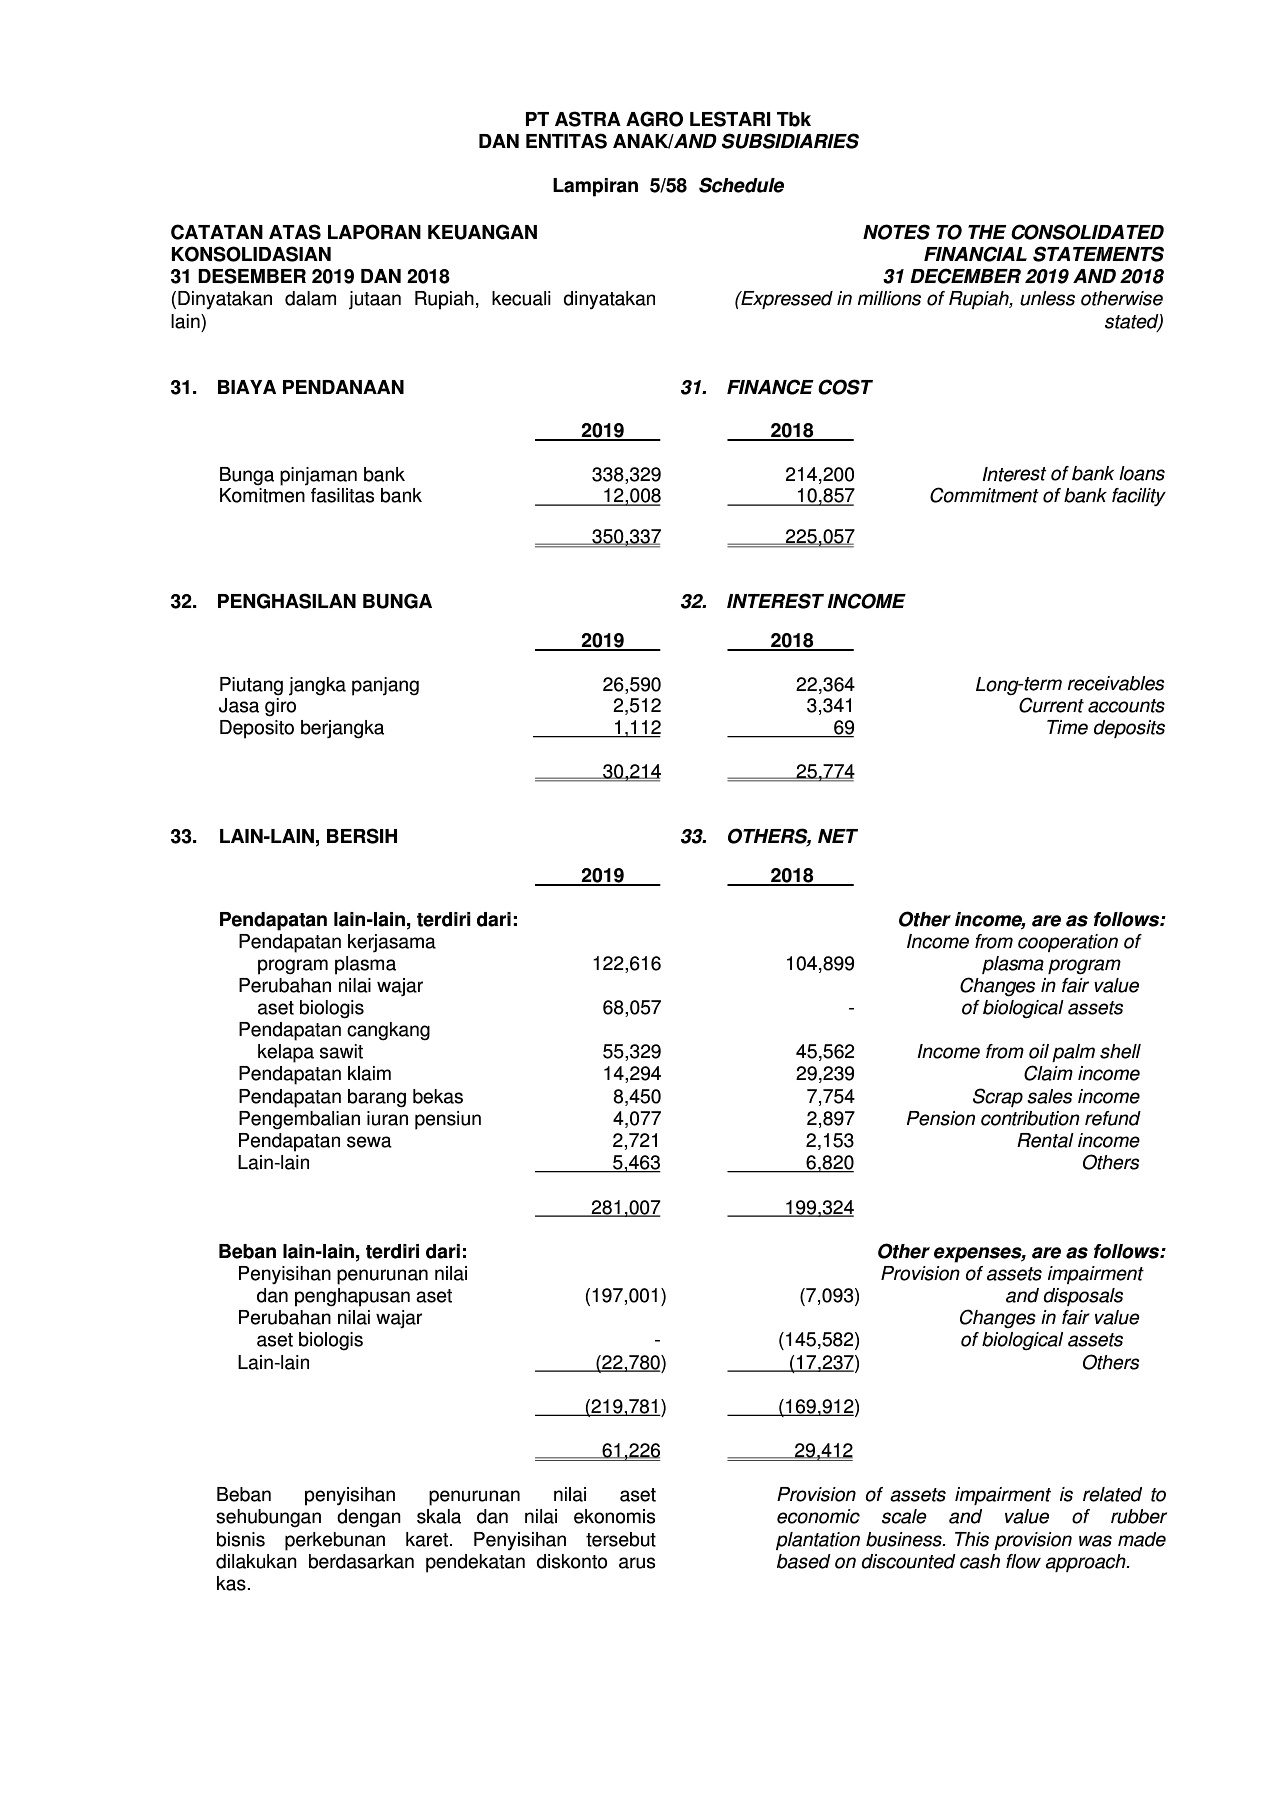 PT ASTRA AGRO LESTARI Tbk
DAN ENTITAS ANAK/AND SUBSIDIARIES
Lampiran 5/58 Schedule
CATATAN ATAS LAPORAN KEUANGAN
KONSOLIDASIAN
31 DESEMBER 2019 DAN 2018
(Dinyatakan dalam jutaan Rupiah, kecuali dinyatakan
lain)
NOTES TO THE CONSOLIDATED
FINANCIAL STATEMENTS
31 DECEMBER 2019 AND 2018
(Expressed in millions of Rupiah, unless otherwise
stated)
31. BIAYA PENDANAAN 31. FINANCE COST
2019 2018
Bunga pinjaman bank 338,329 214,200 Interest of bank loans
Komitmen fasilitas bank 12,008 10,857 Commitment of bank facility
350,337 225,057
32. PENGHASILAN BUNGA 32. INTEREST INCOME
2019 2018
Piutang jangka panjang 26,590 22,364 Long-term receivables
Jasa giro 2,512 3,341 Current accounts
Deposito berjangka 1,112 69 Time deposits
30,214 25,774
33. LAIN-LAIN, BERSIH 33. OTHERS, NET
2019 2018
Pendapatan lain-lain, terdiri dari: Other income, are as follows:
Pendapatan kerjasama Income from cooperation of
program plasma 122,616 104,899 plasma program
Perubahan nilai wajar Changes in fair value
aset biologis 68,057 - of biological assets
Pendapatan cangkang
kelapa sawit 55,329 45,562 Income from oil palm shell
Pendapatan klaim 14,294 29,239 Claim income
Pendapatan barang bekas 8,450 7,754 Scrap sales income
Pengembalian iuran pensiun 4,077 2,897 Pension contribution refund
Pendapatan sewa 2,721 2,153 Rental income
Lain-lain 5,463 6,820 Others
281,007 199,324
Beban lain-lain, terdiri dari: Other expenses, are as follows:
Penyisihan penurunan nilai Provision of assets impairment
dan penghapusan aset (197,001) (7,093) and disposals
Perubahan nilai wajar Changes in fair value
aset biologis - (145,582) of biological assets
Lain-lain (22,780) (17,237) Others
(219,781) (169,912)
61,226 29,412
Beban penyisihan penurunan nilai aset
sehubungan dengan skala dan nilai ekonomis
bisnis perkebunan karet. Penyisihan tersebut
dilakukan berdasarkan pendekatan diskonto arus
kas.
Provision of assets impairment is related to
economic scale and value of rubber
plantation business. This provision was made
based on discounted cash flow approach.